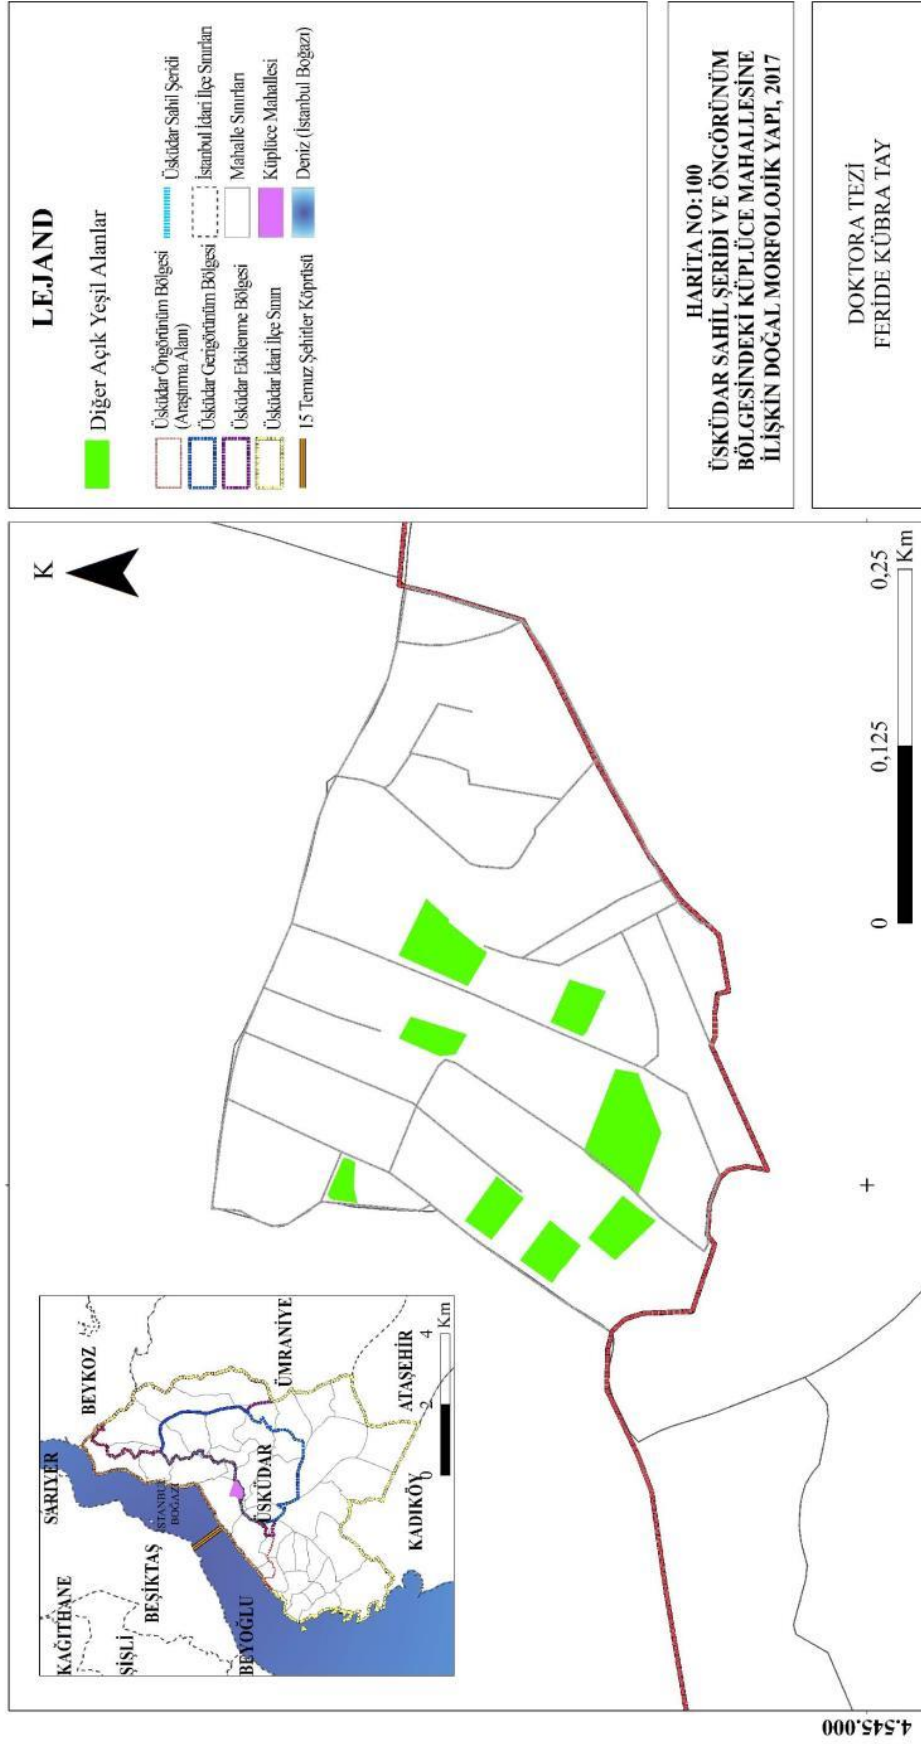 KAĞITHANE
SARIYER
BEYKOZ
ŞİŞLİ
BEŞİKTAŞ
İSTANBUL
BOĞAZI
BEYOĞLU
ÜSKÜDAR
ÜMRANİYE
KADIKÖY
ATAŞEHİR
0 2 4
Km
K
0 0,125 0,25
Km
4.545.000
LEJAND
Diğer Açık Yeşil Alanlar
Üsküdar Öngörünüm Bölgesi
(Araştırma Alanı)
Üsküdar Gerigörünüm Bölgesi
Üsküdar Etkilenme Bölgesi
Üsküdar İdari İlçe Sınırı
15 Temuz Şehitler Köprüsü
Üsküdar Sahil Şeridi
İstanbul İdari İlçe Sınırları
Mahalle Sınırları
Küplüce Mahallesi
Deniz (İstanbul Boğazı)
HARİTA NO:100
ÜSKÜDAR SAHİL ŞERİDİ VE ÖNGÖRÜNÜM
BÖLGESİNDEKİ KÜPLÜCE MAHALLESİNE
İLİŞKİN DOĞAL MORFOLOJİK YAPI, 2017
DOKTORA TEZİ
FERİDE KÜBRA TAY